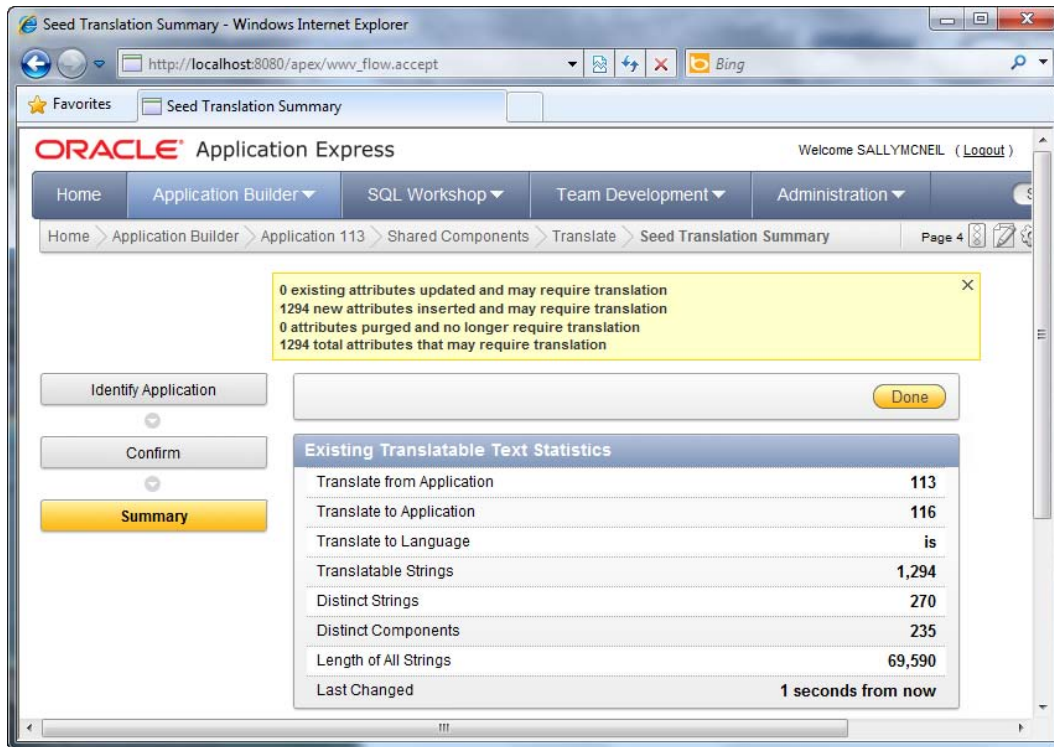 Seed Translation Summary - Windows Internet Explorer
http://localhost:8080/apex/wwv_flow.accept
Bing
Favorites
Seed Translation Summary
ORACLE Application Express
Welcome SALLYMCNEIL ( Logout )
Home Application Builder SQL Workshop Team Development Administration
Home Application Builder Application 113 Shared Components Translate Seed Translation Summary Page 4
0 existing attributes updated and may require translation
1294 new attributes inserted and may require translation
0 attributes purged and no longer require translation
1294 total attributes that may require translation
Identify Application
Confirm
Summary
Done
Existing Translatable Text Statistics
Translate from Application 113
Translate to Application 116
Translate to Language is
Translatable Strings 1,294
Distinct Strings 270
Distinct Components 235
Length of All Strings 69,590
Last Changed 1 seconds from now